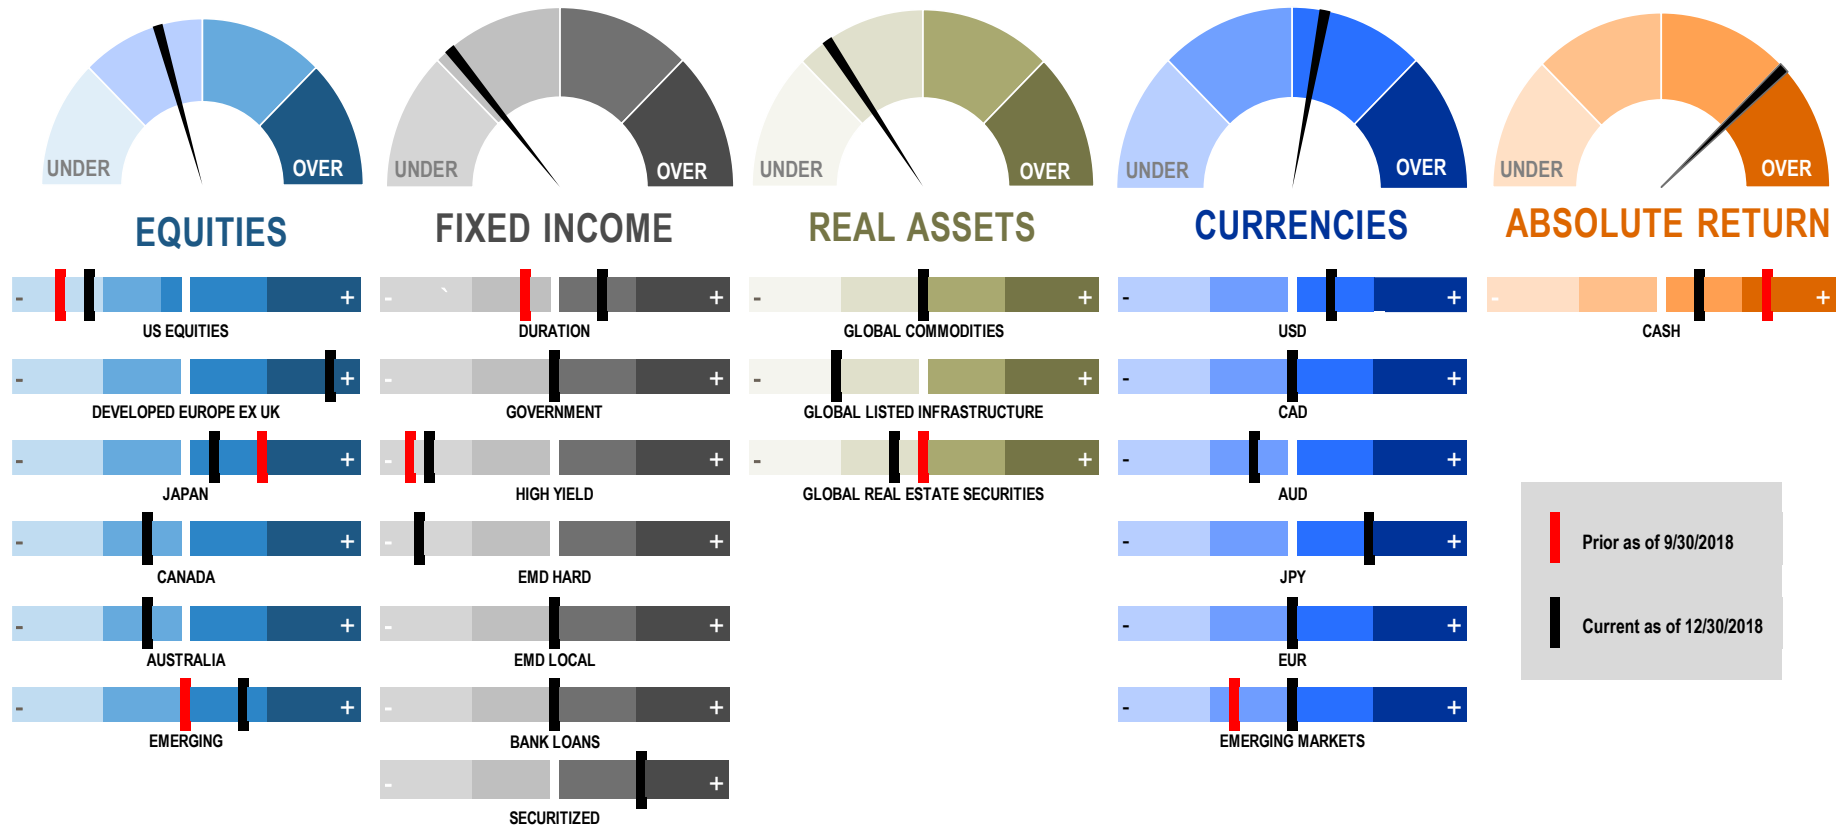 UNDER OVER
UNDER OVER
UNDER OVER
UNDER OVER
UNDER OVER
EQUITIES
FIXED INCOME
REAL ASSETS
CURRENCIES
ABSOLUTE RETURN
- +
US EQUITIES
- +
DEVELOPED EUROPE EX UK
- +
JAPAN
- +
CANADA
- +
AUSTRALIA
- +
EMERGING
- ` +
DURATION
- +
GOVERNMENT
- +
HIGH YIELD
- +
EMD HARD
- +
EMD LOCAL
- +
BANK LOANS
- +
SECURITIZED
- +
GLOBAL COMMODITIES
- +
GLOBAL LISTED INFRASTRUCTURE
- +
GLOBAL REAL ESTATE SECURITIES
- +
USD
- +
CAD
- +
AUD
- +
JPY
- +
EUR
- +
EMERGING MARKETS
- +
CASH
Prior as of 9/30/2018
Current as of 12/30/2018